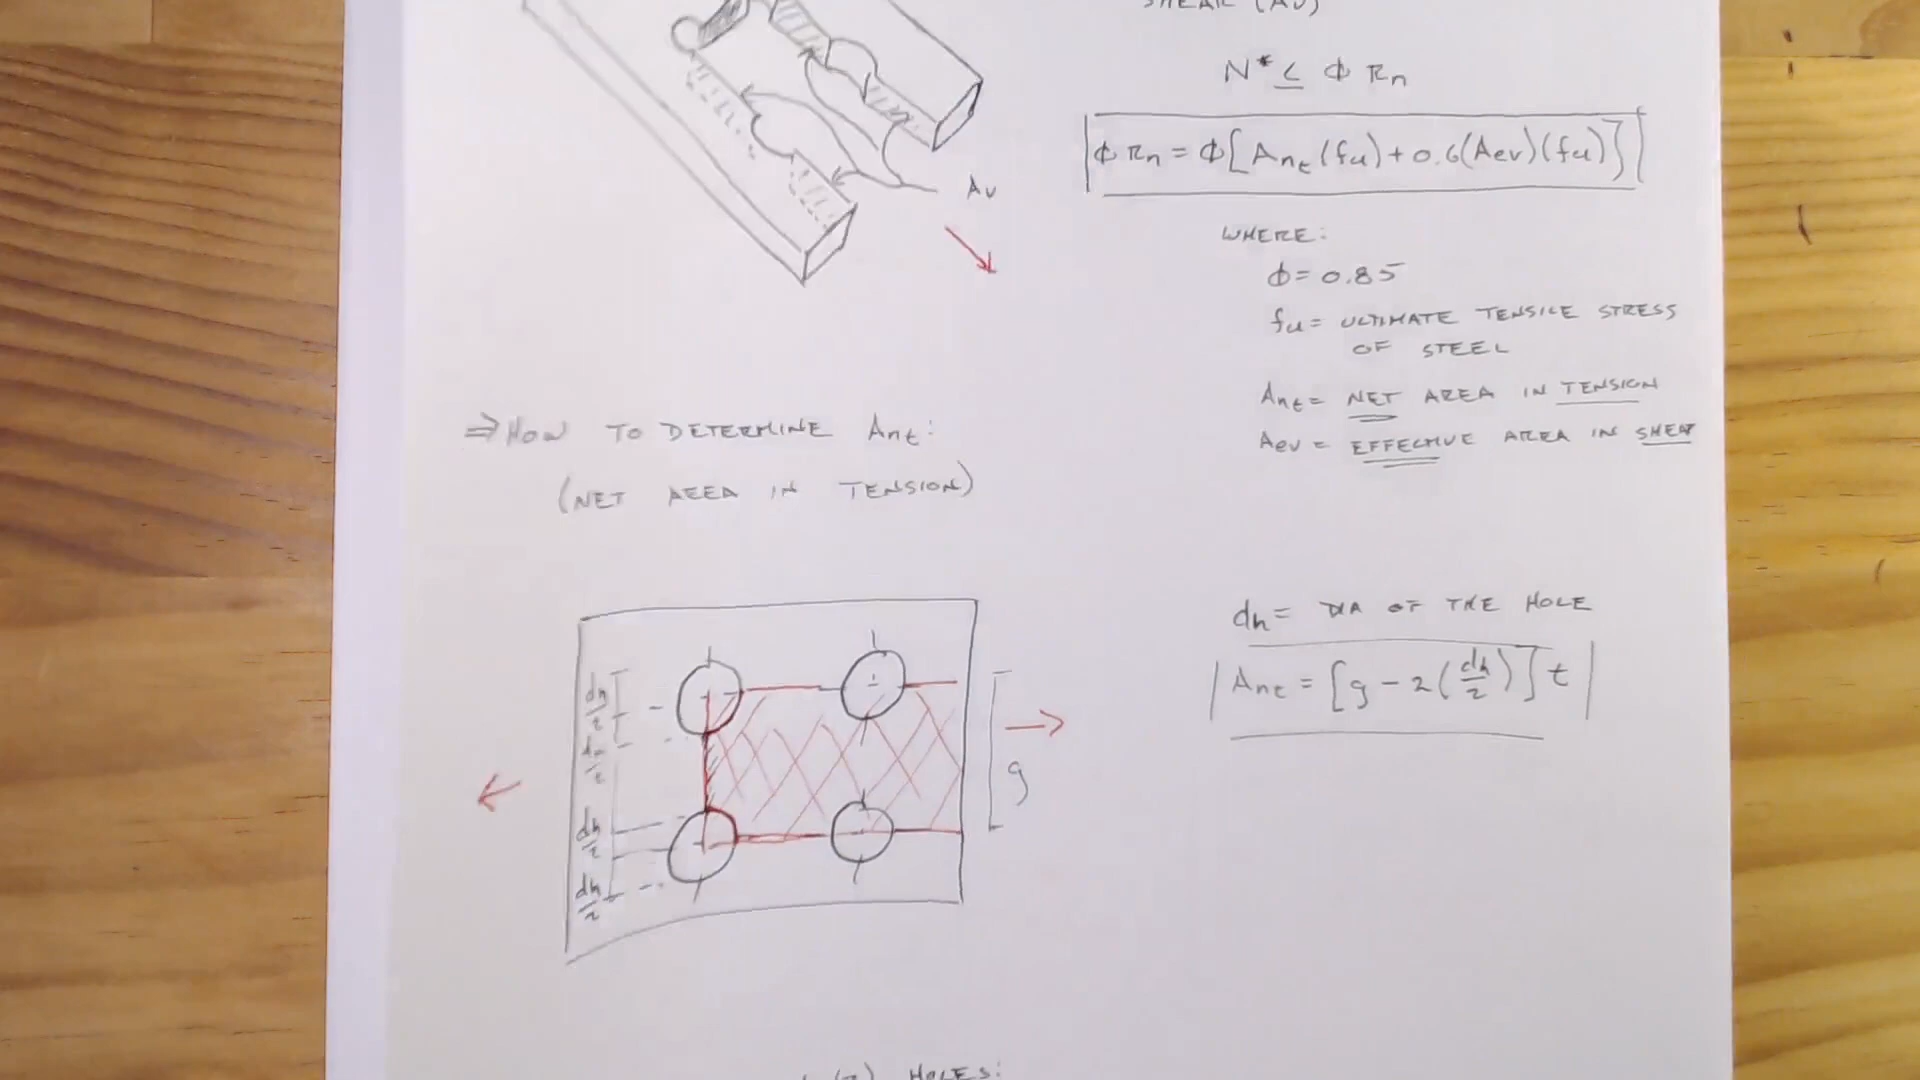 SHEAR (AV)
N* ≤ ϕ Rn
ϕ Rn = ϕ[Ant (fu) + 0.6(Aev)(fu)]
Av
WHERE:
ϕ = 0.85
fu = ULTIMATE TENSILE STRESS
OF STEEL
Ant = NET AREA IN TENSION
Aev = EFFECTIVE AREA IN SHEAR
⇒ HOW TO DETERMINE Ant:
(NET AREA IN TENSION)
dh = DIA OF THE HOLE
Ant = [g - 2(dh/2)] t
dh/2
dh/2
dh/2
dh/2
g
HOLES: